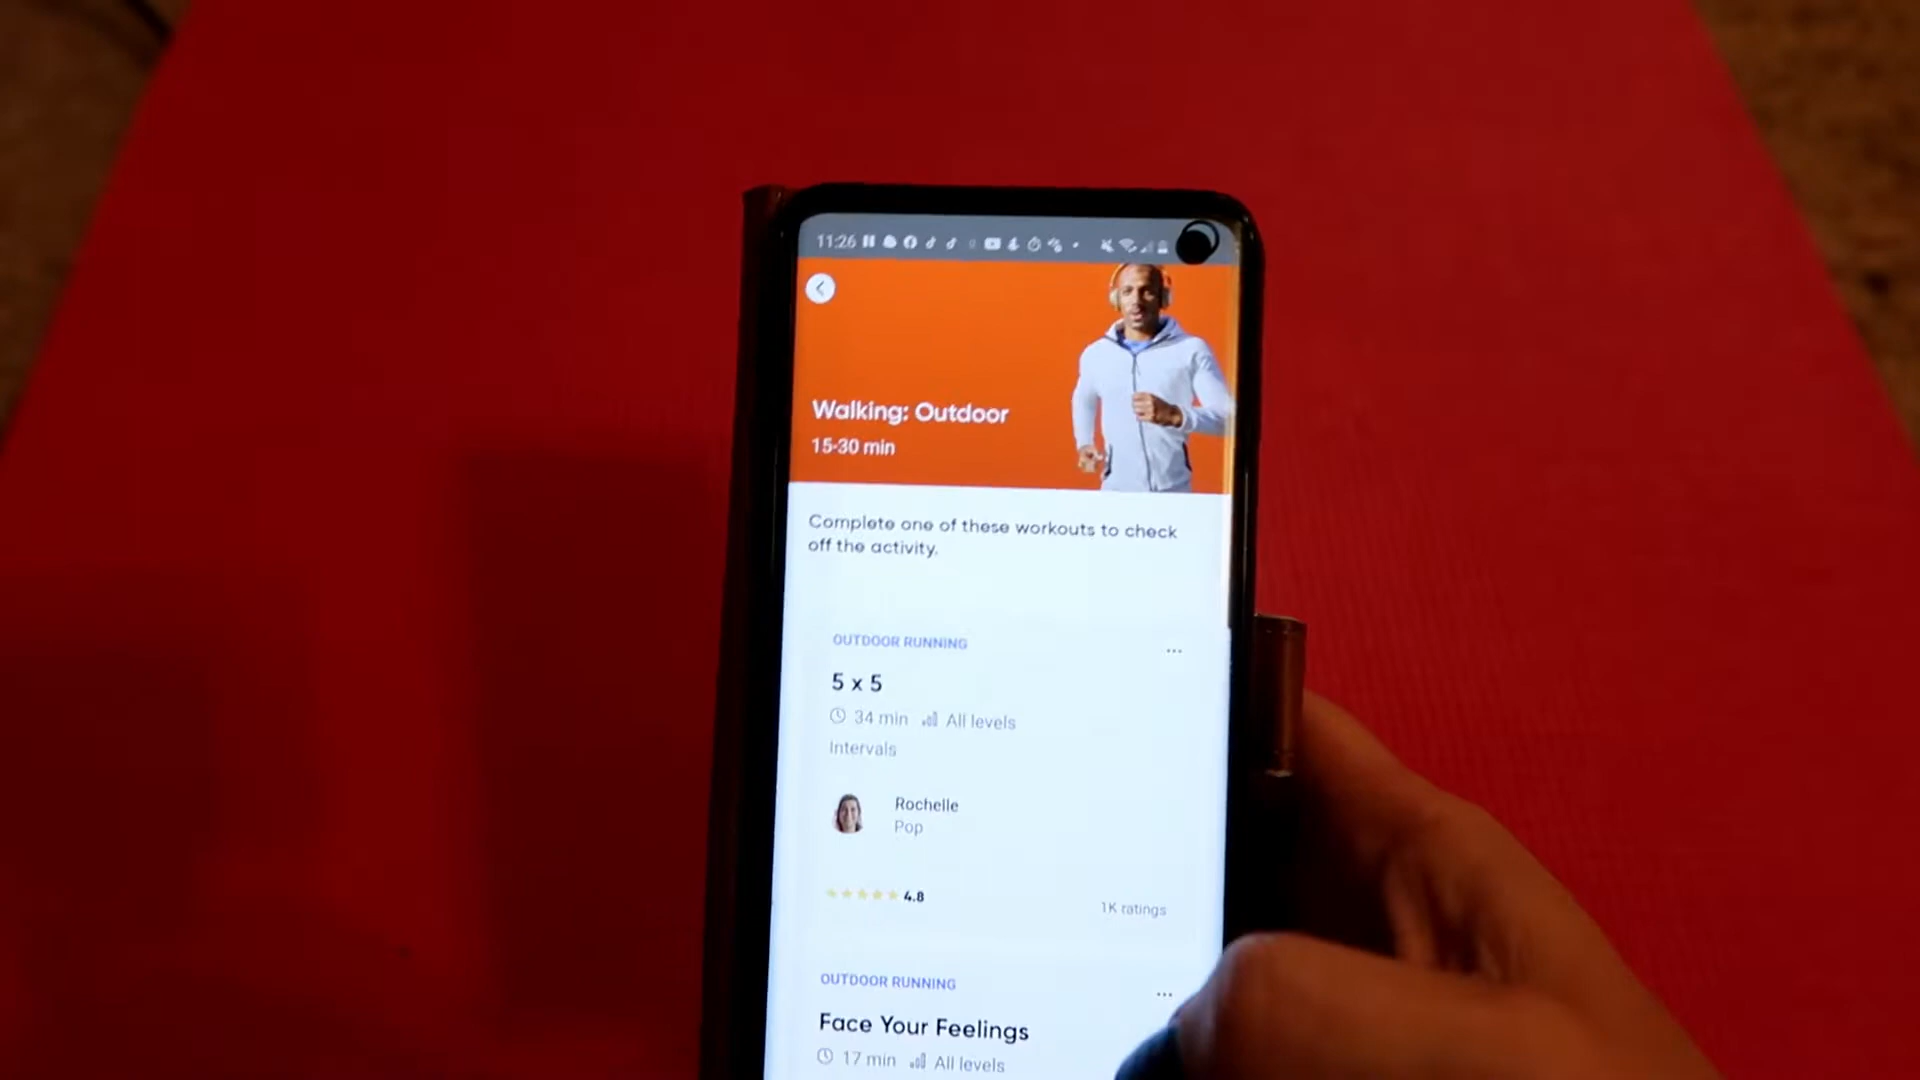 11:26
Walking: Outdoor
15-30 min
Complete one of these workouts to check
off the activity.
OUTDOOR RUNNING
5 x 5
34 min All levels
Intervals
Rochelle
Pop
4.8
1K ratings
OUTDOOR RUNNING
Face Your Feelings
17 min All levels